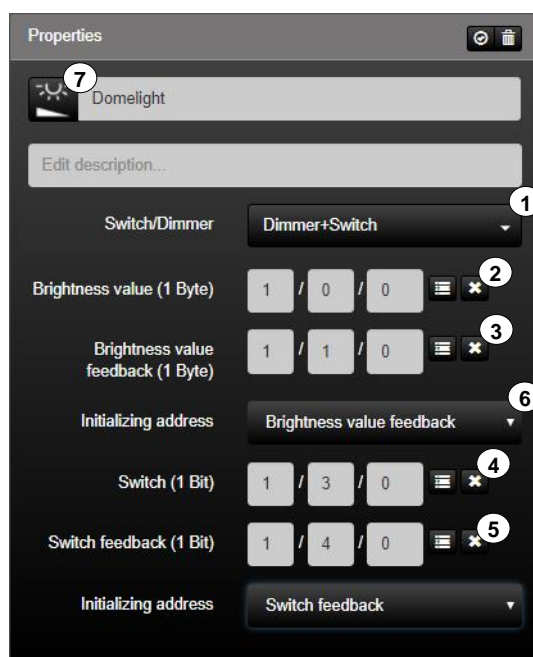 Properties
7
Domelight
Edit description...
1
Switch/Dimmer Dimmer+Switch
2
Brightness value (1 Byte) 1 / 0 / 0
3
Brightness value
feedback (1 Byte) 1 / 1 / 0
6
Initializing address Brightness value feedback
4
Switch (1 Bit) 1 / 3 / 0
5
Switch feedback (1 Bit) 1 / 4 / 0
Initializing address Switch feedback